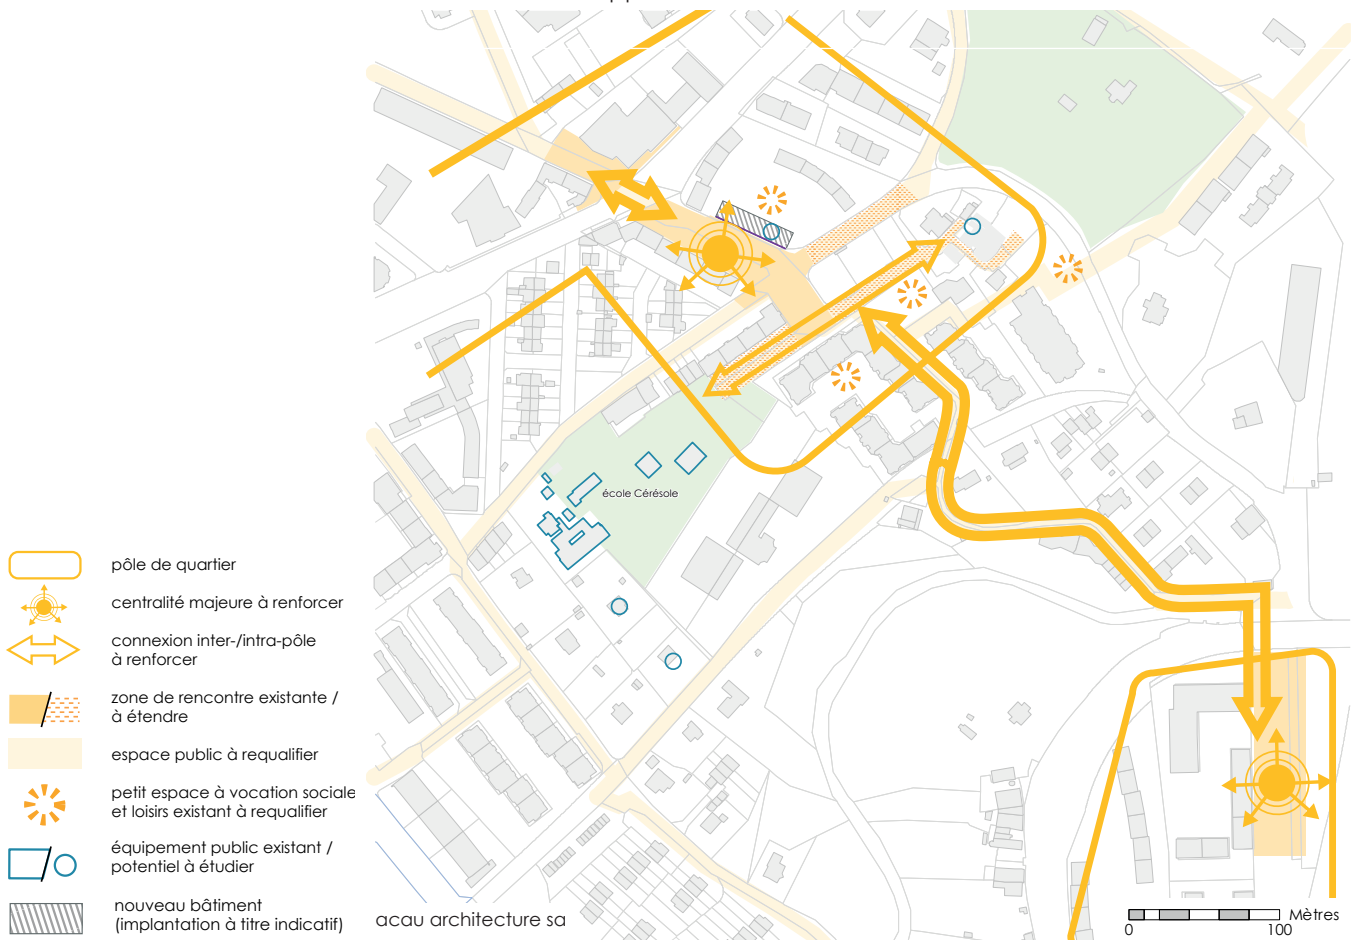 école Cérésole
pôle de quartier
centralité majeure à renforcer
connexion inter-/intra-pôle
à renforcer
zone de rencontre existante /
à étendre
espace public à requalifier
petit espace à vocation sociale
et loisirs existant à requalifier
équipement public existant /
potentiel à étudier
nouveau bâtiment
(implantation à titre indicatif)
acau architecture sa
Mètres
0 100